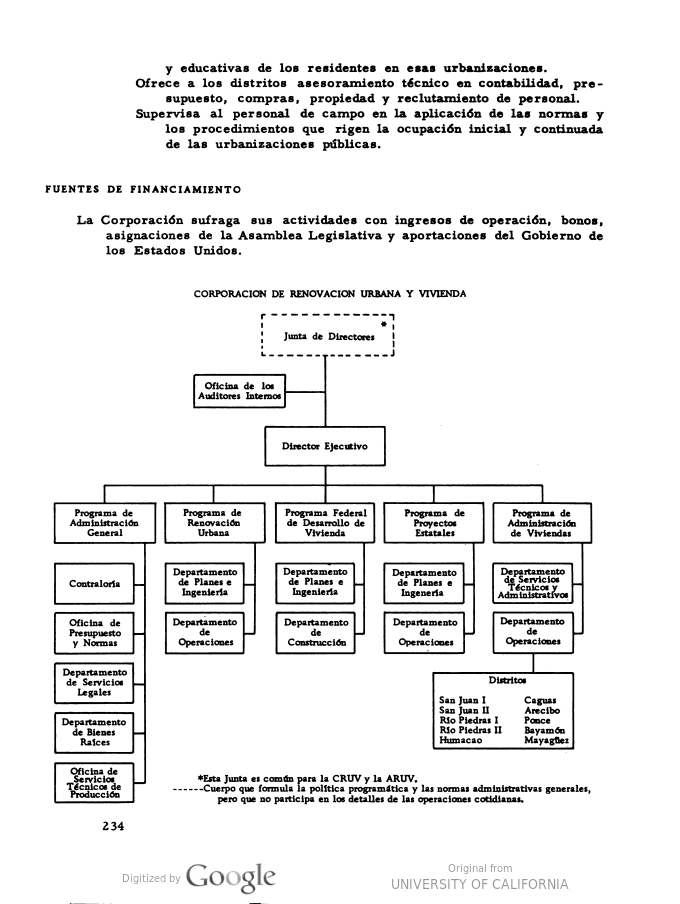 y educativas de los residentes en esas urbanizaciones.
Ofrece a los distritos asesoramiento técnico en contabilidad, pre-
supuesto, compras, propiedad y reclutamiento de personal.
Supervisa al personal de campo en la aplicación de las normas y
los procedimientos que rigen la ocupación inicial y continuada
de las urbanizaciones públicas.
FUENTES DE FINANCIAMIENTO
La Corporación sufraga sus actividades con ingresos de operación, bonos,
asignaciones de la Asamblea Legislativa y aportaciones del Gobierno de
los Estados Unidos.
CORPORACION DE RENOVACION URBANA Y VIVIENDA
*
Junta de Directores
Oficina de los
Auditores Internos
Director Ejecutivo
Programa de
Administración
General
Programa de
Renovación
Urbana
Programa Federal
de Desarrollo de
Vivienda
Programa de
Proyectos
Estatales
Programa de
Administración
de Viviendas
Contraloría
Departamento
de Planes e
Ingeniería
Departamento
de Planes e
Ingeniería
Departamento
de Planes e
Ingenería
Departamento
de Servicios
Técnicos y
Administrativos
Oficina de
Presupuesto
y Normas
Departamento
de
Operaciones
Departamento
de
Construcción
Departamento
de
Operaciones
Departamento
de
Operaciones
Departamento
de Servicios
Legales
Distritos
San Juan I Caguas
San Juan II Arecibo
Río Piedras I Ponce
Río Piedras II Bayamón
Humacao Mayagüez
Departamento
de Bienes
Raíces
Oficina de
Servicios
Técnicos de
Producción
*Esta Junta es común para la CRUV y la ARUV.
------Cuerpo que formula la política programática y las normas administrativas generales,
pero que no participa en los detalles de las operaciones cotidianas.
234
Digitized by Google
Original from
UNIVERSITY OF CALIFORNIA